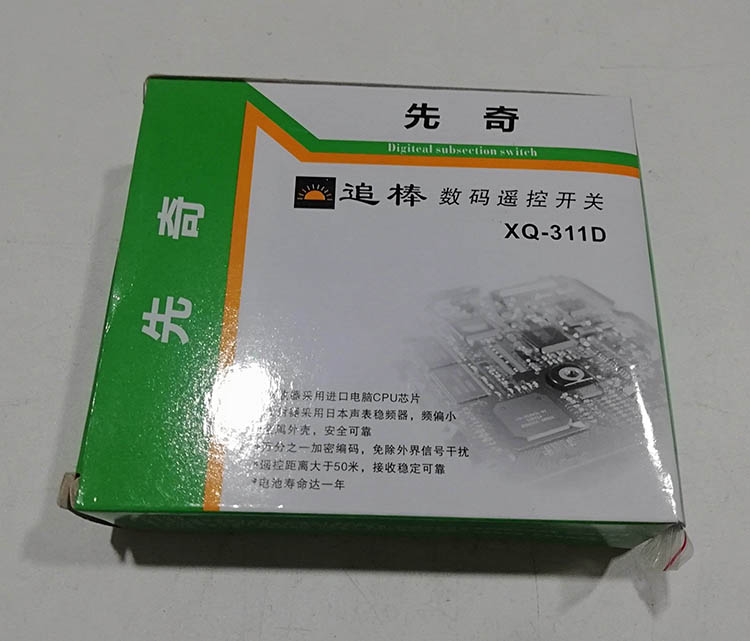 先奇
Digiteal subsection switch
追棒 数码遥控开关
XQ-311D
先奇
器采用进口电脑CPU芯片
器采用日本声表稳频器，频偏小
属外壳，安全可靠
万分之一加密编码，免除外界信号干扰
*遥控距离大于50米，接收稳定可靠
*电池寿命达一年